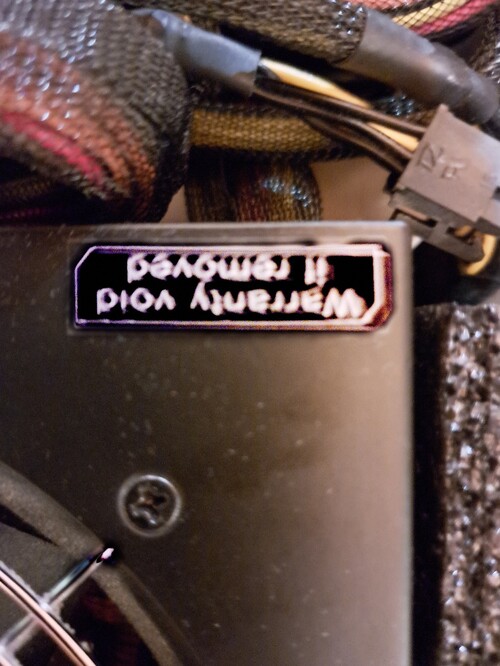 Warranty void
if removed